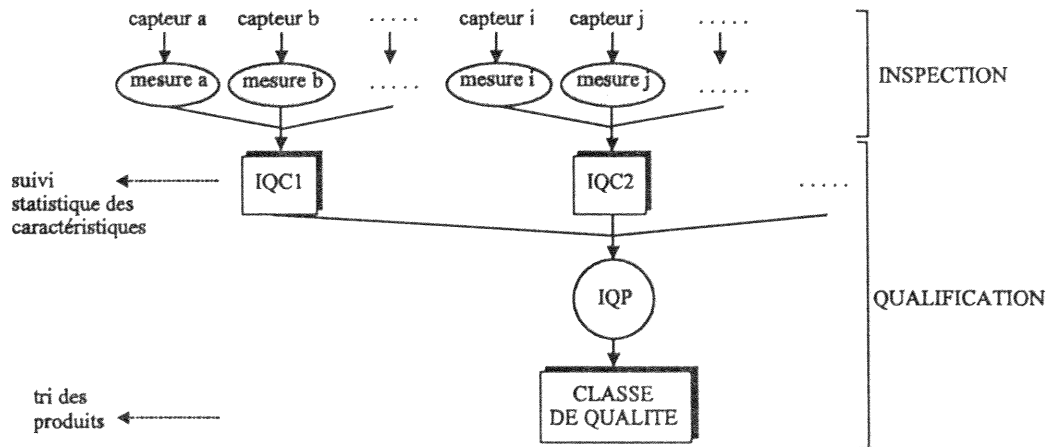 capteur a capteur b ..... capteur i capteur j .....
mesure a mesure b ..... mesure i mesure j .....
INSPECTION
IQC1 IQC2 .....
suivi
statistique des
caractéristiques
IQP
QUALIFICATION
CLASSE
DE QUALITE
tri des
produits